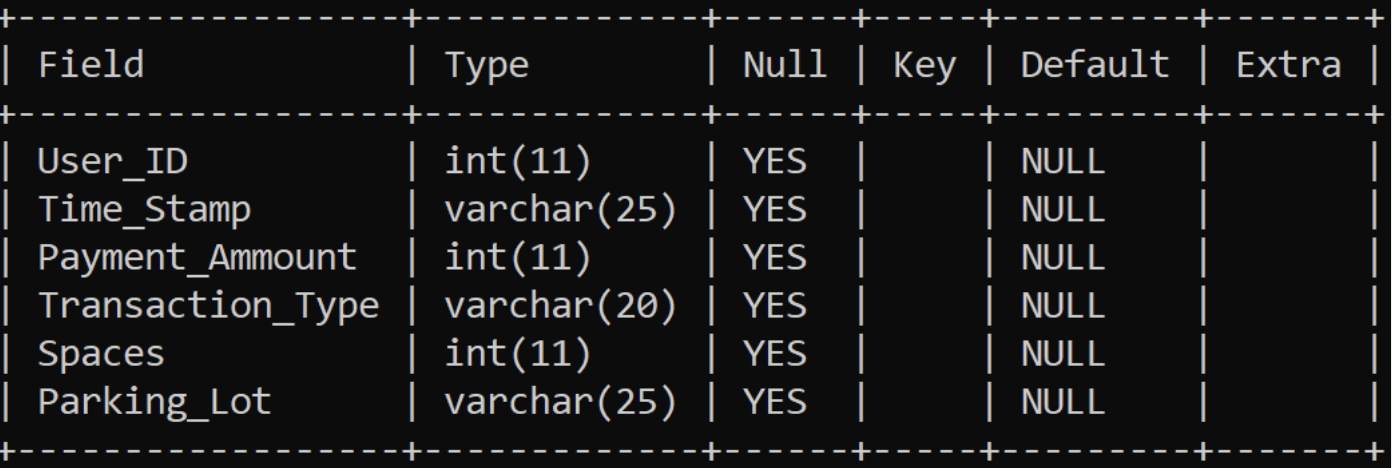 +------------------+-------------+------+-----+---------+-------+
| Field            | Type        | Null | Key | Default | Extra |
+------------------+-------------+------+-----+---------+-------+
| User_ID          | int(11)     | YES  |     | NULL    |       |
| Time_Stamp       | varchar(25) | YES  |     | NULL    |       |
| Payment_Ammount  | int(11)     | YES  |     | NULL    |       |
| Transaction_Type | varchar(20) | YES  |     | NULL    |       |
| Spaces           | int(11)     | YES  |     | NULL    |       |
| Parking_Lot      | varchar(25) | YES  |     | NULL    |       |
+------------------+-------------+------+-----+---------+-------+